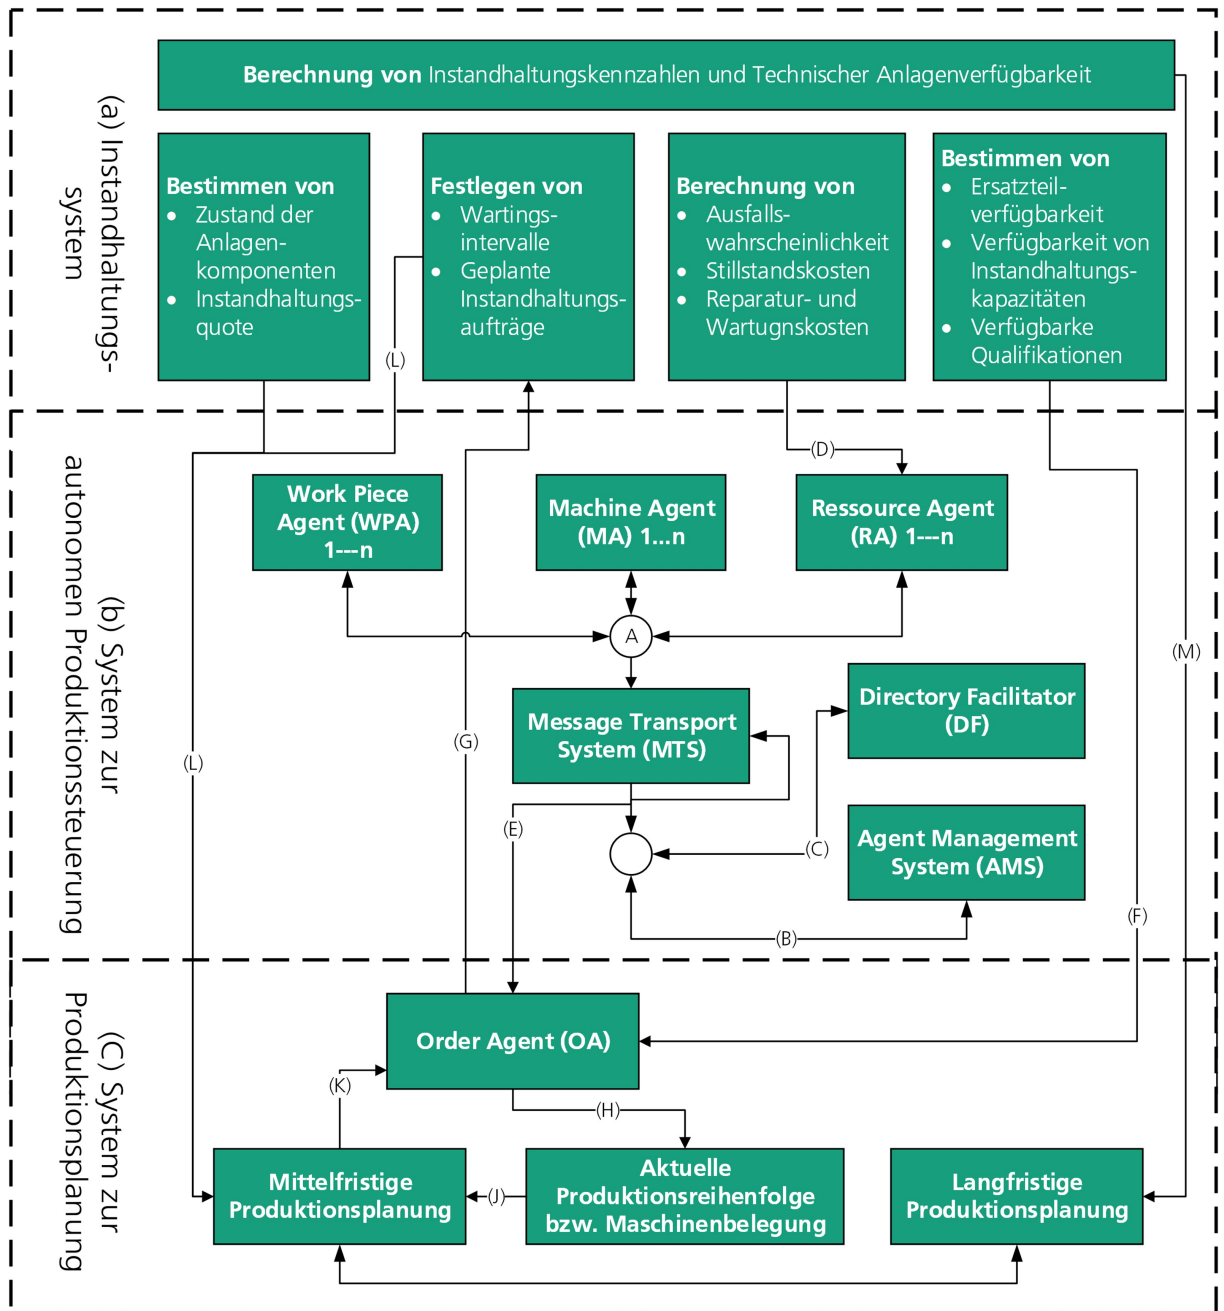 (a) Instandhaltungs-
system
Berechnung von Instandhaltungskennzahlen und Technischer Anlagenverfügbarkeit
Bestimmen von
• Zustand der
Anlagen-
komponenten
• Instandhaltungs-
quote
Festlegen von
• Wartings-
intervalle
• Geplante
Instandhaltungs-
aufträge
Berechnung von
• Ausfalls-
wahrscheinlichkeit
• Stillstandskosten
• Reparatur- und
Wartugnskosten
Bestimmen von
• Ersatzteil-
verfügbarkeit
• Verfügbarkeit von
Instandhaltungs-
kapazitäten
• Verfügbarke
Qualifikationen
(L)
(D)
(b) System zur
autonomen Produktionssteuerung
Work Piece
Agent (WPA)
1---n
Machine Agent
(MA) 1...n
Ressource Agent
(RA) 1---n
A
(M)
Message Transport
System (MTS)
Directory Facilitator
(DF)
(G)
(L)
(E)
(C)
Agent Management
System (AMS)
(F)
(B)
(C) System zur
Produktionsplanung
Order Agent (OA)
(K)
(H)
Mittelfristige
Produktionsplanung
(J)
Aktuelle
Produktionsreihenfolge
bzw. Maschinenbelegung
Langfristige
Produktionsplanung